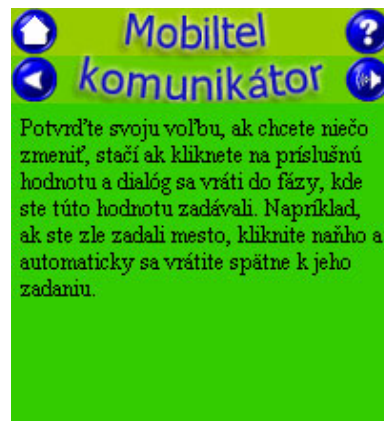 Mobiltel
?
komunikátor
Potvrďte svoju voľbu, ak chcete niečo
zmeniť, stačí ak kliknete na príslušnú
hodnotu a dialóg sa vráti do fázy, kde
ste túto hodnotu zadávali. Napríklad,
ak ste zle zadali mesto, kliknite naňho a
automaticky sa vrátite spätne k jeho
zadaniu.